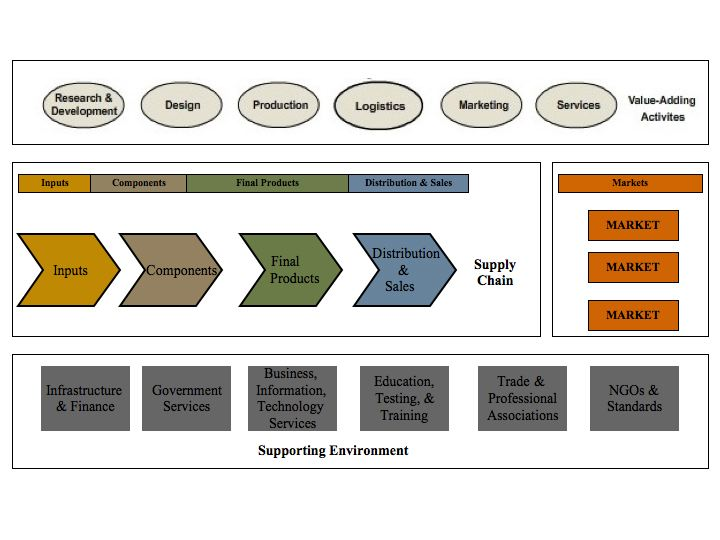 Research &
Development
Design
Production
Logistics
Marketing
Services
Value-Adding
Activites
Inputs
Components
Final Products
Distribution & Sales
Markets
Inputs
Components
Final
Products
Distribution
&
Sales
Supply
Chain
MARKET
MARKET
MARKET
Infrastructure
& Finance
Government
Services
Business,
Information,
Technology
Services
Education,
Testing, &
Training
Trade &
Professional
Associations
NGOs &
Standards
Supporting Environment